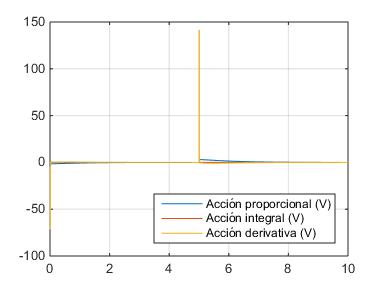 150
100
50
0
-50
-100
Acción proporcional (V)
Acción integral (V)
Acción derivativa (V)
0 2 4 6 8 10